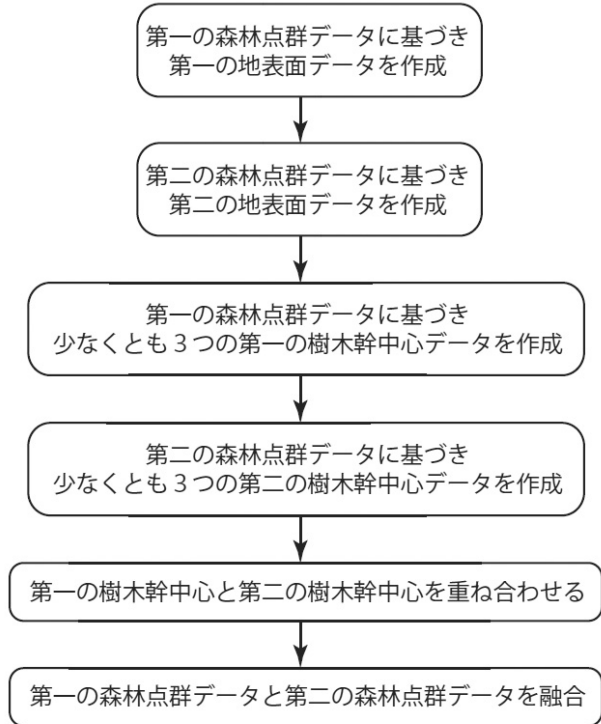 第一の森林点群データに基づき
第一の地表面データを作成
第二の森林点群データに基づき
第二の地表面データを作成
第一の森林点群データに基づき
少なくとも３つの第一の樹木幹中心データを作成
第二の森林点群データに基づき
少なくとも３つの第二の樹木幹中心データを作成
第一の樹木幹中心と第二の樹木幹中心を重ね合わせる
第一の森林点群データと第二の森林点群データを融合